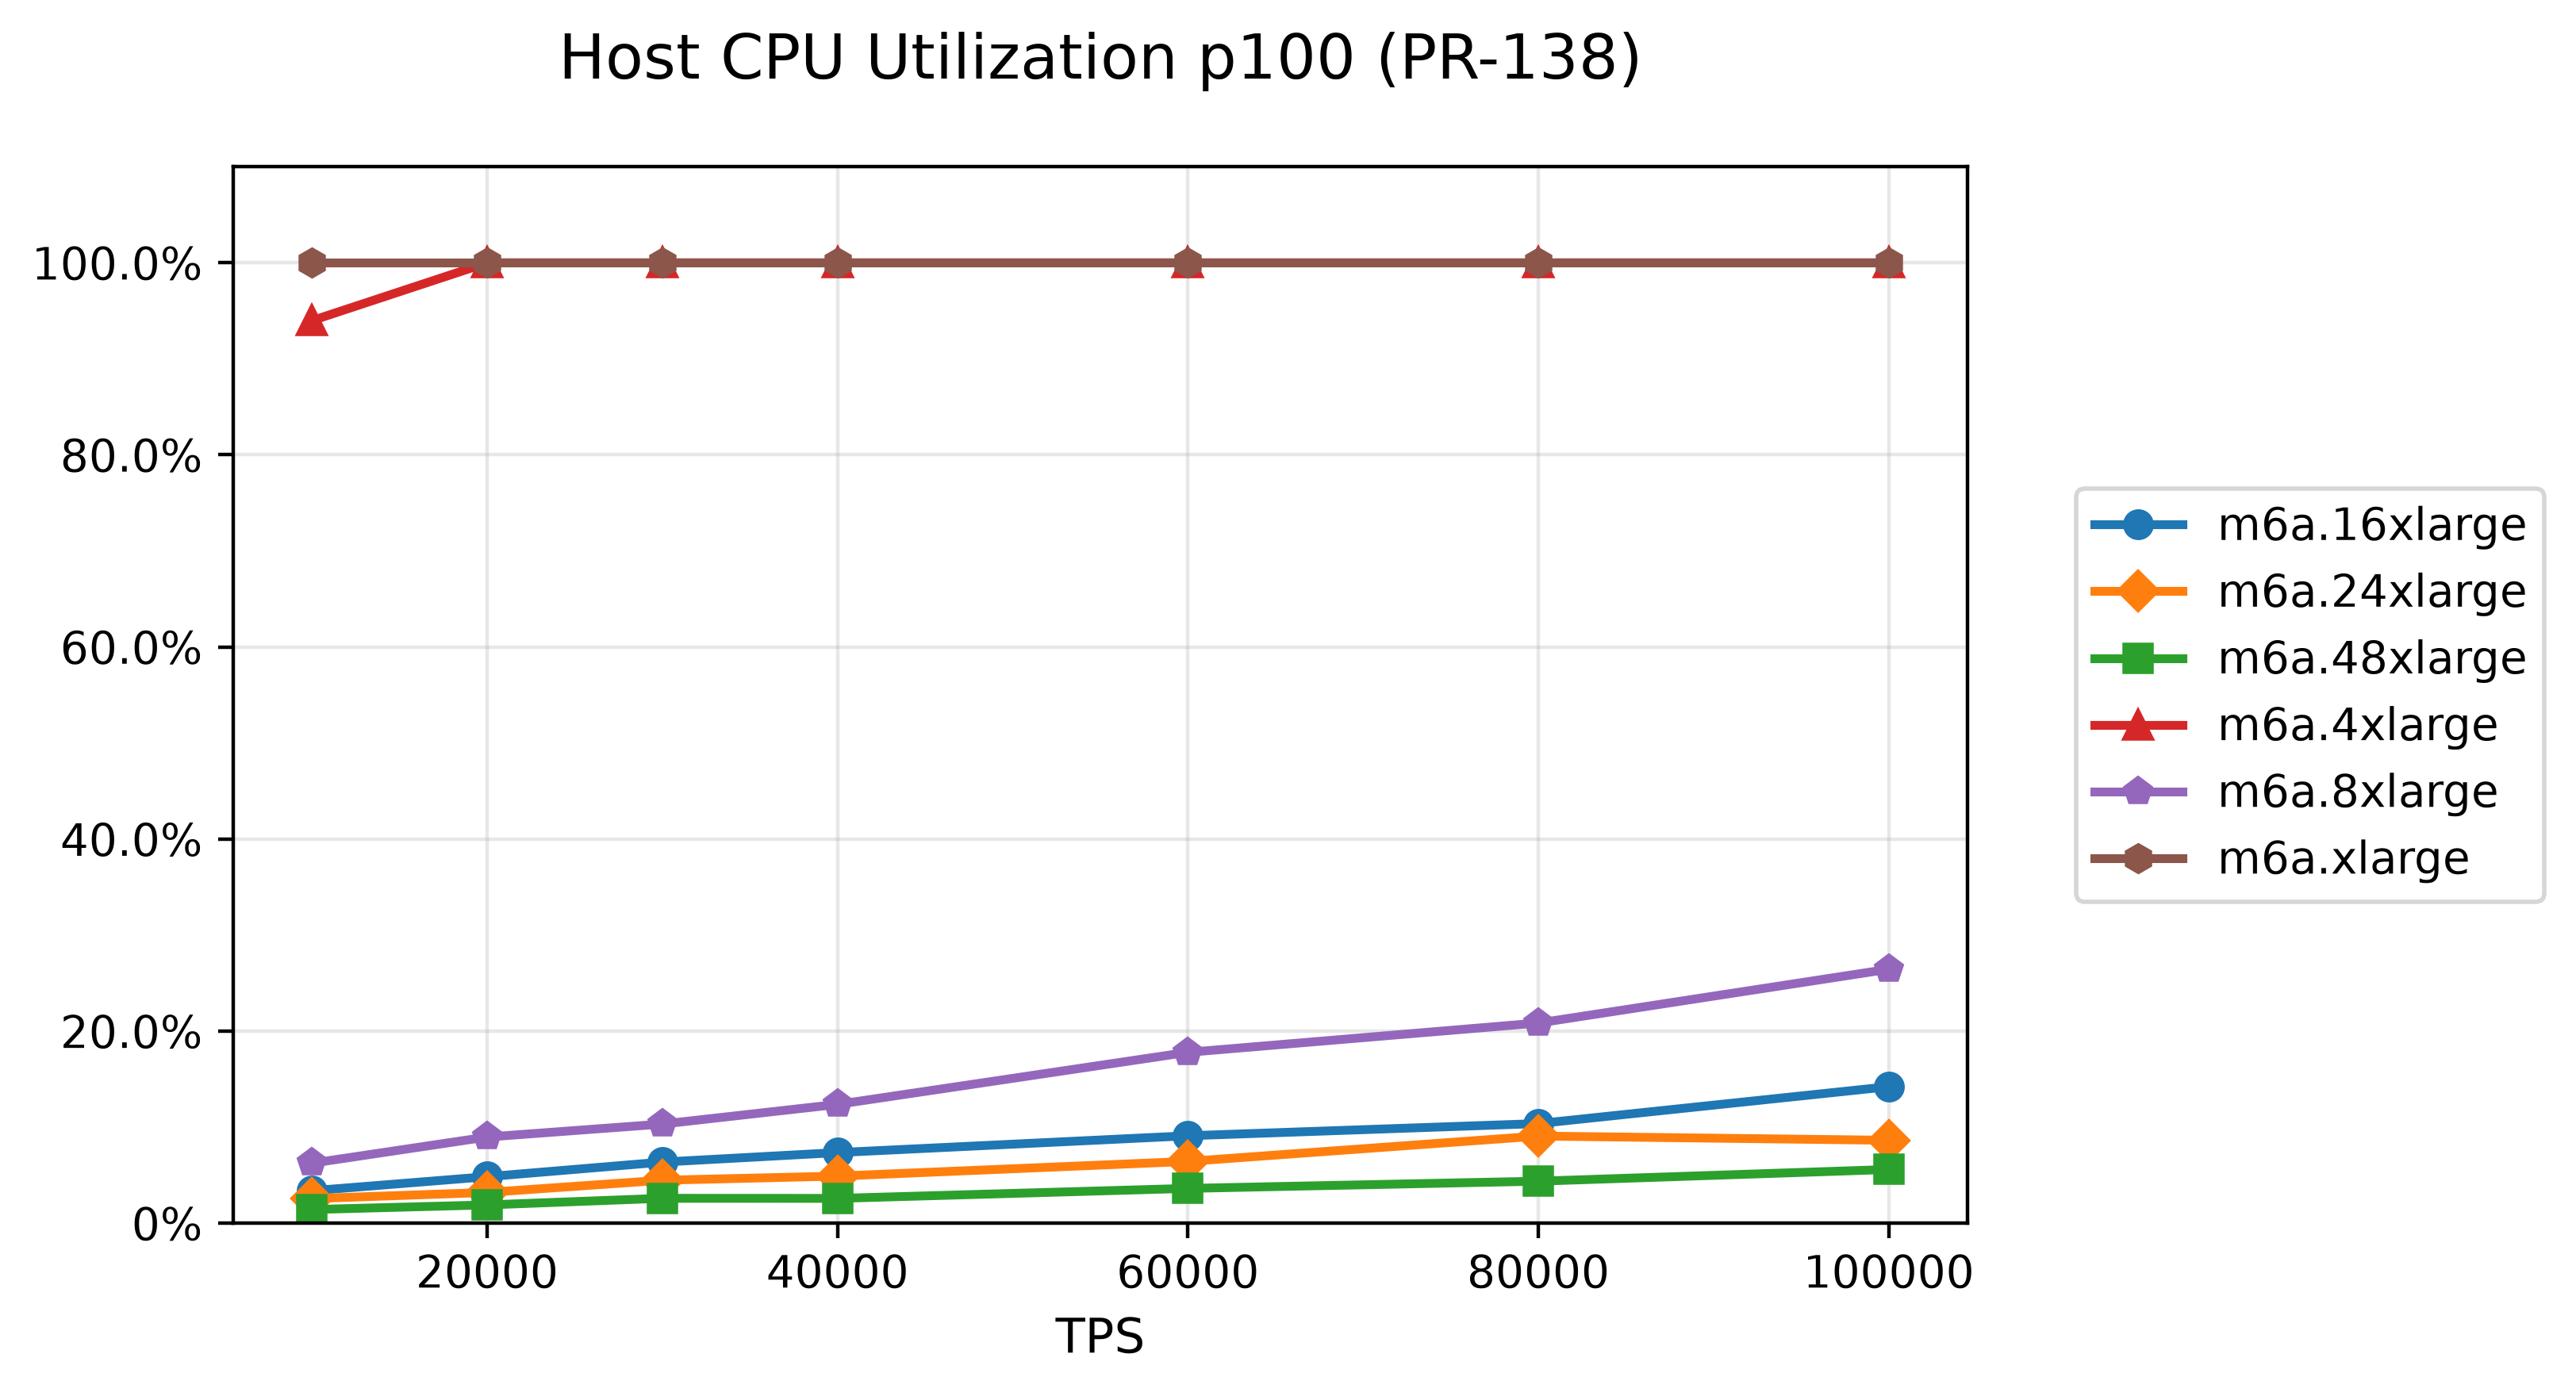 Host CPU Utilization p100 (PR-138)
100.0%
80.0%
60.0%
40.0%
20.0%
0%
20000 40000 60000 80000 100000
TPS
m6a.16xlarge
m6a.24xlarge
m6a.48xlarge
m6a.4xlarge
m6a.8xlarge
m6a.xlarge